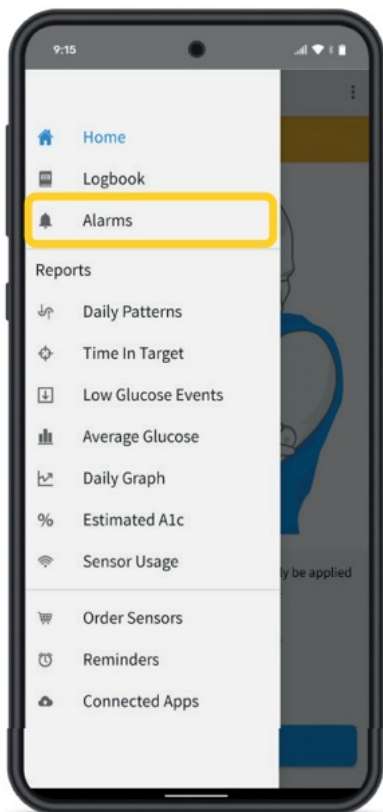 9:15
Home
Logbook
Alarms
Reports
Daily Patterns
Time In Target
Low Glucose Events
Average Glucose
Daily Graph
% Estimated A1c
Sensor Usage
ly be applied
Order Sensors
Reminders
Connected Apps